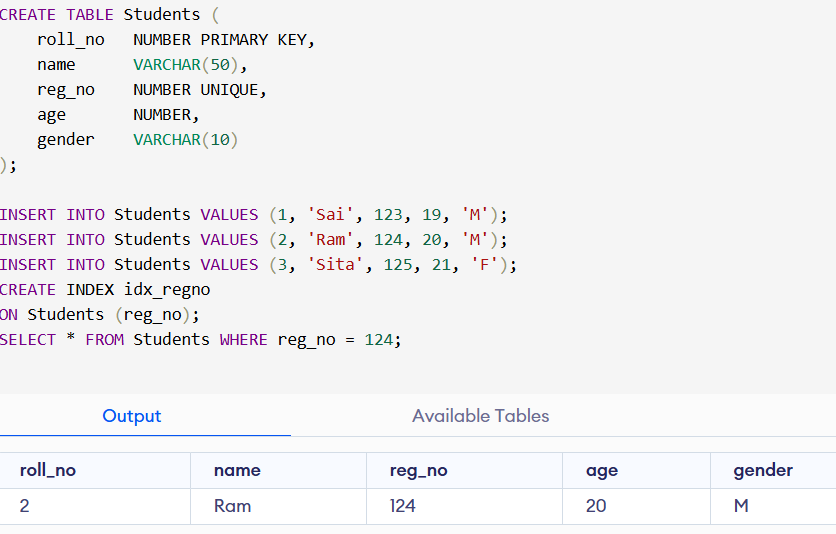 CREATE TABLE Students (
    roll_no   NUMBER PRIMARY KEY,
    name      VARCHAR(50),
    reg_no    NUMBER UNIQUE,
    age       NUMBER,
    gender    VARCHAR(10)
);

INSERT INTO Students VALUES (1, 'Sai', 123, 19, 'M');
INSERT INTO Students VALUES (2, 'Ram', 124, 20, 'M');
INSERT INTO Students VALUES (3, 'Sita', 125, 21, 'F');
CREATE INDEX idx_regno
ON Students (reg_no);
SELECT * FROM Students WHERE reg_no = 124;
Output Available Tables
roll_no name reg_no age gender
2 Ram 124 20 M